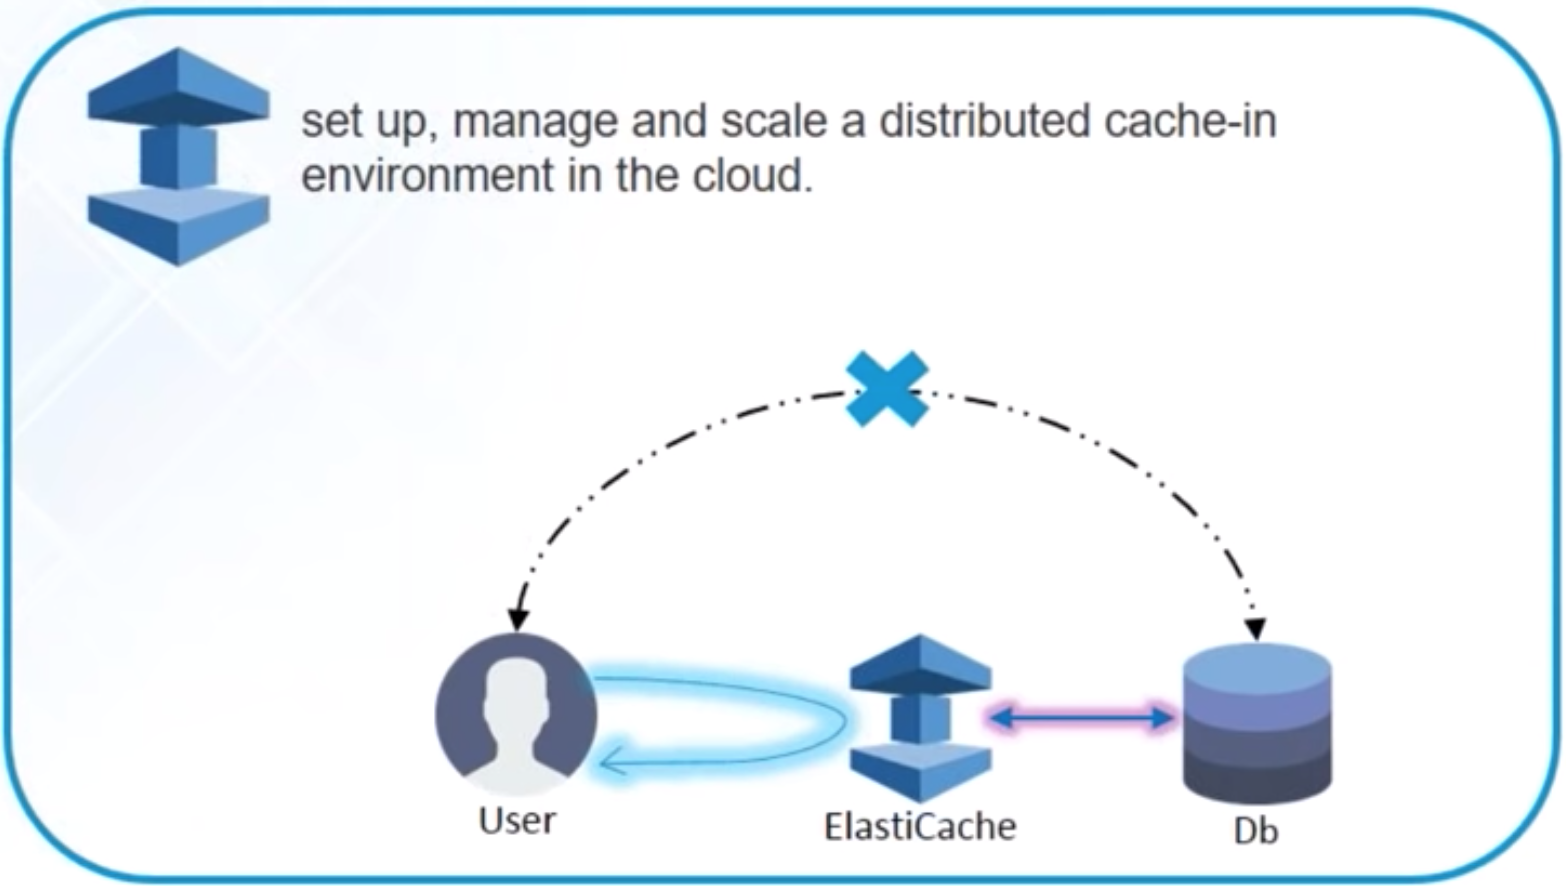 set up, manage and scale a distributed cache-in
environment in the cloud.
User
ElastiCache
Db